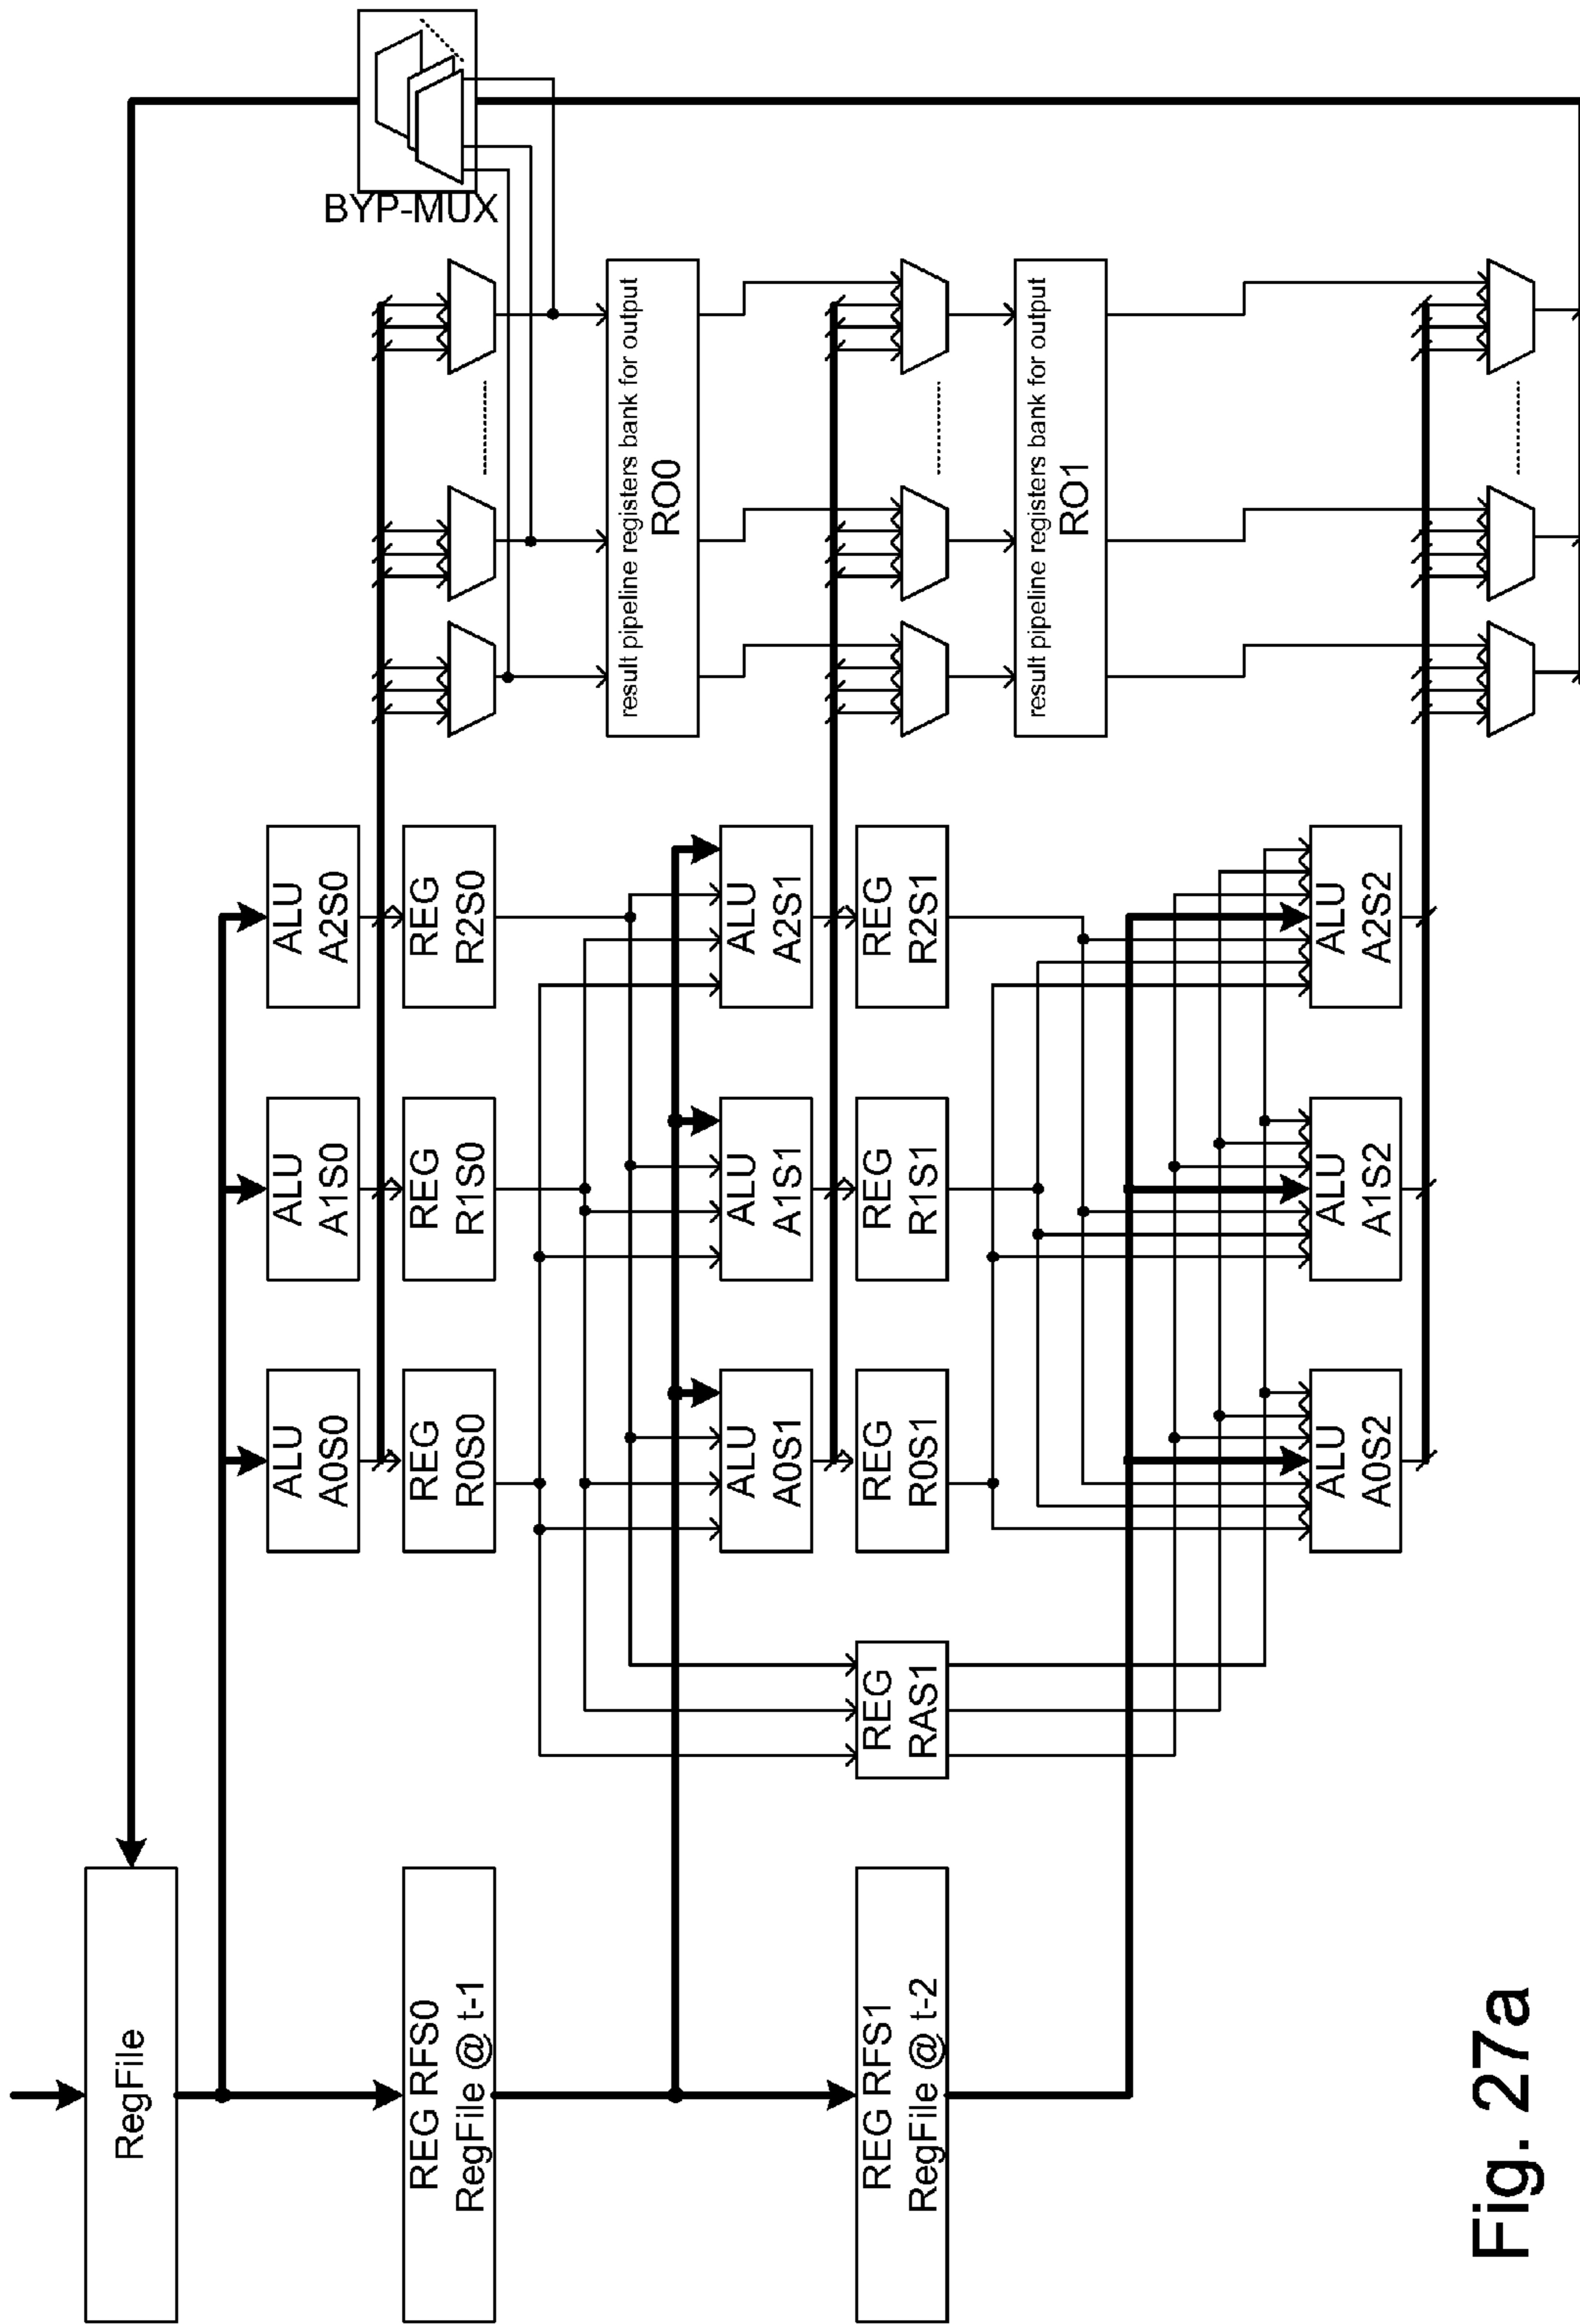 RegFile
REG RFS0
RegFile @ t-1
REG RFS1
RegFile @ t-2
REG
RAS1
ALU
A0S0
REG
R0S0
ALU
A0S1
REG
R0S1
ALU
A0S2
ALU
A1S0
REG
R1S0
ALU
A1S1
REG
R1S1
ALU
A1S2
ALU
A2S0
REG
R2S0
ALU
A2S1
REG
R2S1
ALU
A2S2
result pipeline registers bank for output
RO0
result pipeline registers bank for output
RO1
BYP-MUX
Fig. 27a